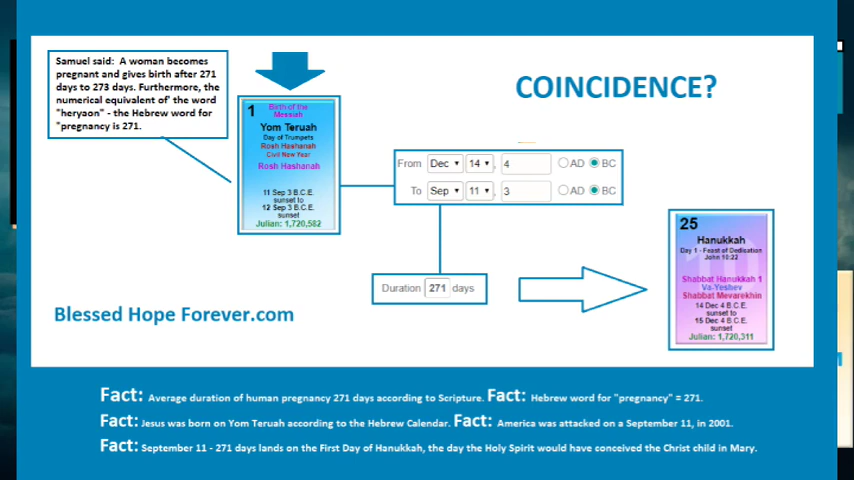 Samuel said: A woman becomes
pregnant and gives birth after 271
days to 273 days. Furthermore, the
numerical equivalent of the word
"heryaon" - the Hebrew word for
"pregnancy is 271.
COINCIDENCE?
1
Birth of the
Messiah
Yom Teruah
Day of Trumpets
Rosh Hashanah
Civil New Year
Rosh Hashanah
11 Sep 3 B.C.E.
sunset to
12 Sep 3 B.C.E.
sunset
Julian: 1,720,582
From Dec 14 , 4 AD BC
To Sep 11 , 3 AD BC
Duration 271 days
25
Hanukkah
Day 1 - Feast of Dedication
John 10:22
Shabbat Hanukkah 1
Va-Yeshev
Shabbat Mevarekhin
14 Dec 4 B.C.E.
sunset to
15 Dec 4 B.C.E.
sunset
Julian: 1,720,311
Blessed Hope Forever.com
Fact: Average duration of human pregnancy 271 days according to Scripture. Fact: Hebrew word for "pregnancy" = 271.
Fact: Jesus was born on Yom Teruah according to the Hebrew Calendar. Fact: America was attacked on a September 11, in 2001.
Fact: September 11 - 271 days lands on the First Day of Hanukkah, the day the Holy Spirit would have conceived the Christ child in Mary.